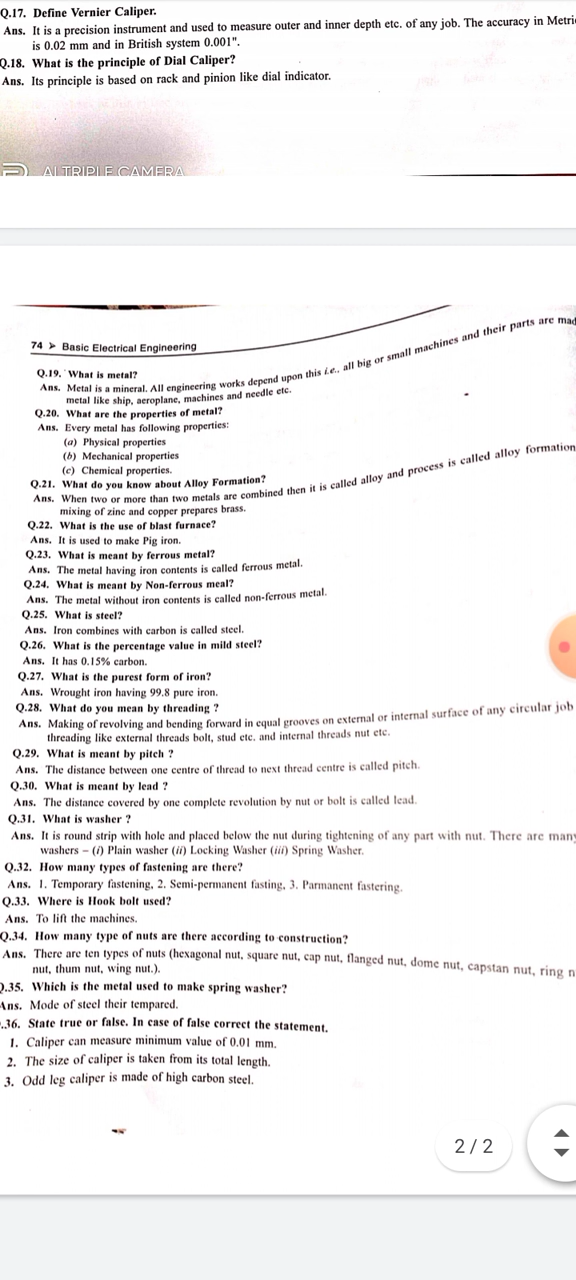 Q.17. Define Vernier Caliper.
Ans. It is a precision instrument and used to measure outer and inner depth etc. of any job. The accuracy in Metri
is 0.02 mm and in British system 0.001".
Q.18. What is the principle of Dial Caliper?
Ans. Its principle is based on rack and pinion like dial indicator.
AI TRIPLE CAMERA
74 ➢ Basic Electrical Engineering
Q.19. What is metal?
Ans. Metal is a mineral. All engineering works depend upon this i.e., all big or small machines and their parts are mad
metal like ship, aeroplane, machines and needle etc.
Q.20. What are the properties of metal?
Ans. Every metal has following properties:
(a) Physical properties
(b) Mechanical properties
(c) Chemical properties.
Q.21. What do you know about Alloy Formation?
Ans. When two or more than two metals are combined then it is called alloy and process is called alloy formation
mixing of zinc and copper prepares brass.
Q.22. What is the use of blast furnace?
Ans. It is used to make Pig iron.
Q.23. What is meant by ferrous metal?
Ans. The metal having iron contents is called ferrous metal.
Q.24. What is meant by Non-ferrous meal?
Ans. The metal without iron contents is called non-ferrous metal.
Q.25. What is steel?
Ans. Iron combines with carbon is called steel.
Q.26. What is the percentage value in mild steel?
Ans. It has 0.15% carbon.
Q.27. What is the purest form of iron?
Ans. Wrought iron having 99.8 pure iron.
Q.28. What do you mean by threading ?
Ans. Making of revolving and bending forward in equal grooves on external or internal surface of any circular job
threading like external threads bolt, stud etc. and internal threads nut etc.
Q.29. What is meant by pitch ?
Ans. The distance between one centre of thread to next thread centre is called pitch.
Q.30. What is meant by lead ?
Ans. The distance covered by one complete revolution by nut or bolt is called lead.
Q.31. What is washer ?
Ans. It is round strip with hole and placed below the nut during tightening of any part with nut. There are many
washers – (i) Plain washer (ii) Locking Washer (iii) Spring Washer.
Q.32. How many types of fastening are there?
Ans. 1. Temporary fastening, 2. Semi-permanent fasting, 3. Parmanent fastering.
Q.33. Where is Hook bolt used?
Ans. To lift the machines.
Q.34. How many type of nuts are there according to construction?
Ans. There are ten types of nuts (hexagonal nut, square nut, cap nut, flanged nut, dome nut, capstan nut, ring n
nut, thum nut, wing nut.).
Q.35. Which is the metal used to make spring washer?
Ans. Mode of steel their tempared.
.36. State true or false. In case of false correct the statement.
1. Caliper can measure minimum value of 0.01 mm.
2. The size of caliper is taken from its total length.
3. Odd leg caliper is made of high carbon steel.
2 / 2